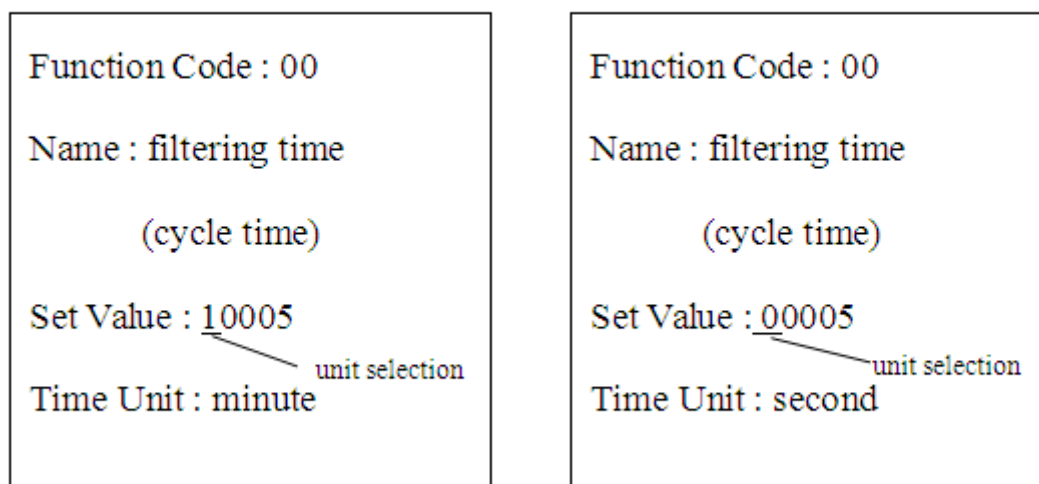 Function Code : 00
Name : filtering time
(cycle time)
Set Value : 10005
unit selection
Time Unit : minute
Function Code : 00
Name : filtering time
(cycle time)
Set Value : 00005
unit selection
Time Unit : second